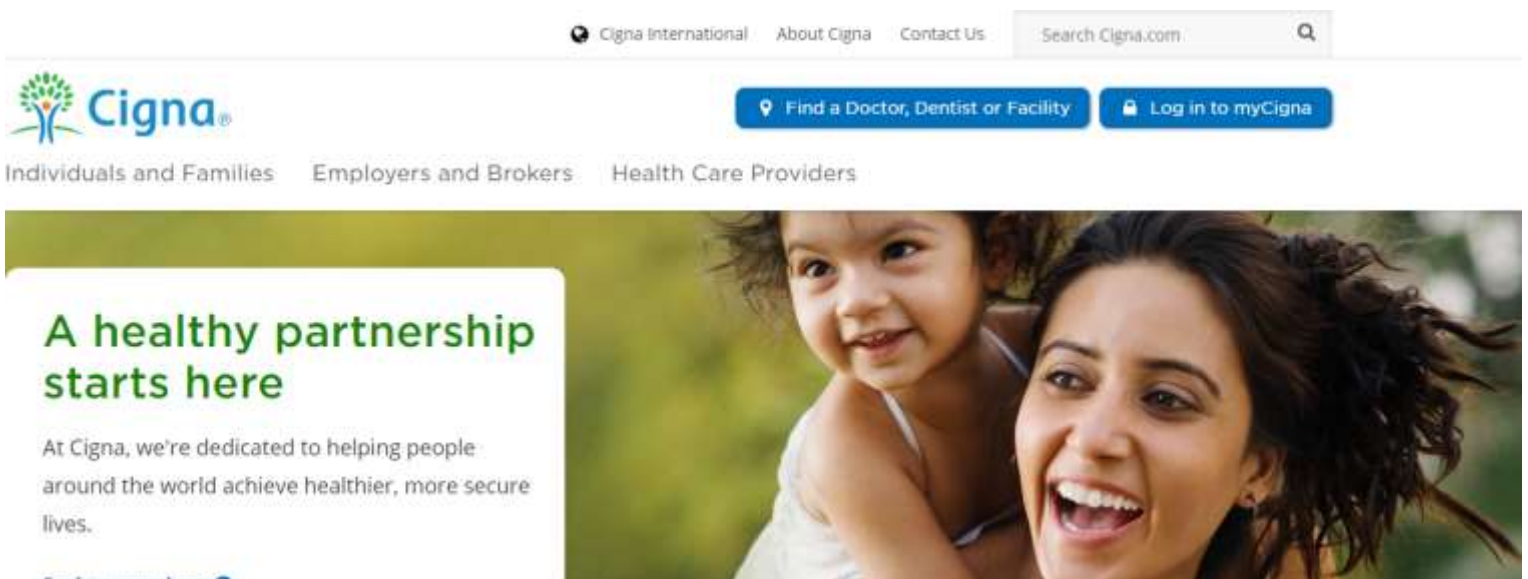 Cigna International About Cigna Contact Us Search Cigna.com
Cigna®
Find a Doctor, Dentist or Facility Log in to myCigna
Individuals and Families Employers and Brokers Health Care Providers
A healthy partnership
starts here
At Cigna, we're dedicated to helping people
around the world achieve healthier, more secure
lives.